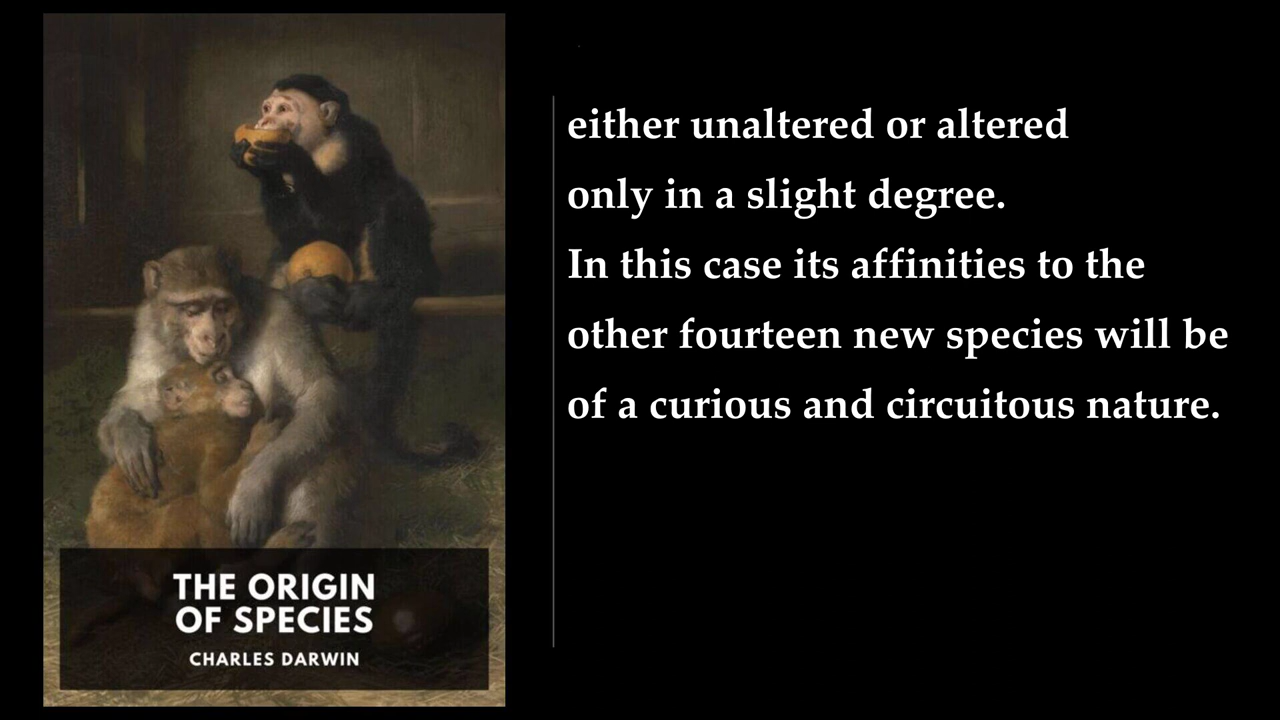 either unaltered or altered
only in a slight degree.
In this case its affinities to the
other fourteen new species will be
of a curious and circuitous nature.
THE ORIGIN
OF SPECIES
CHARLES DARWIN